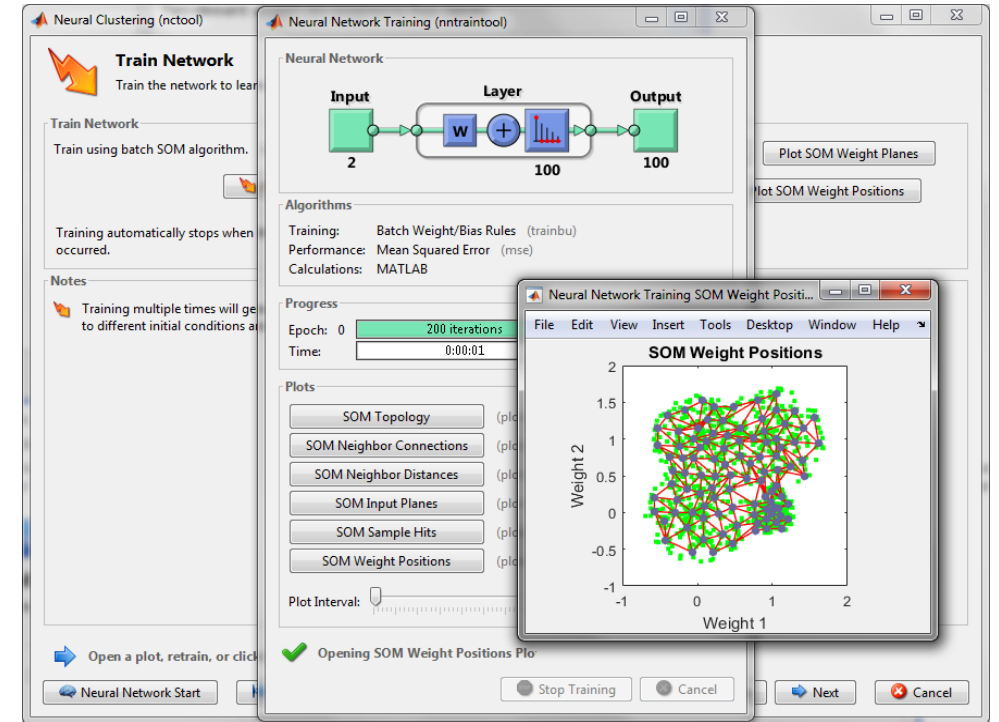 Neural Clustering (nctool)
Train Network
Train the network to lear
Train Network
Train using batch SOM algorithm.
Training automatically stops when
occurred.
Notes
Training multiple times will ge
to different initial conditions a
Open a plot, retrain, or click
Neural Network Start
Neural Network Training (nntraintool)
Neural Network
Input
Layer
Output
W
2
100
100
Algorithms
Training: Batch Weight/Bias Rules (trainbu)
Performance: Mean Squared Error (mse)
Calculations: MATLAB
Progress
Epoch: 0 200 iterations
Time: 0:00:01
Plots
SOM Topology (plo
SOM Neighbor Connections (plo
SOM Neighbor Distances (plo
SOM Input Planes (plo
SOM Sample Hits (plo
SOM Weight Positions (plo
Plot Interval:
Opening SOM Weight Positions Plo
Stop Training Cancel
Plot SOM Weight Planes
Plot SOM Weight Positions
Neural Network Training SOM Weight Positi...
File Edit View Insert Tools Desktop Window Help
SOM Weight Positions
2
1.5
1
0.5
0
-0.5
-1
Weight 2
-1 0 1 2
Weight 1
Next Cancel